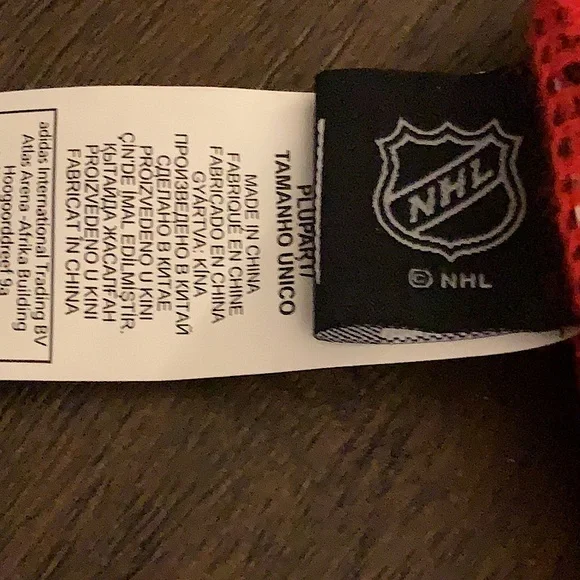 NHL
© NHL
PLUPARTI
TAMANHO ÚNICO
MADE IN CHINA
FABRIQUÉ EN CHINE
FABRICADO EN CHINA
GYÁRTVA: KÍNA
ПРОИЗВЕДЕНО В КИТАЙ
СДЕЛАНО В КИТАЕ
PROIZVEDENO U KINI
ÇİNDE İMAL EDİLMİŞTİR.
ҚЫТАЙДА ЖАСАЛҒАН
PROIZVEDENO U KINI
FABRICAT IN CHINA
adidas International Trading BV
Atlas Arena - Afrika Building
Hoogoorddreef 9a